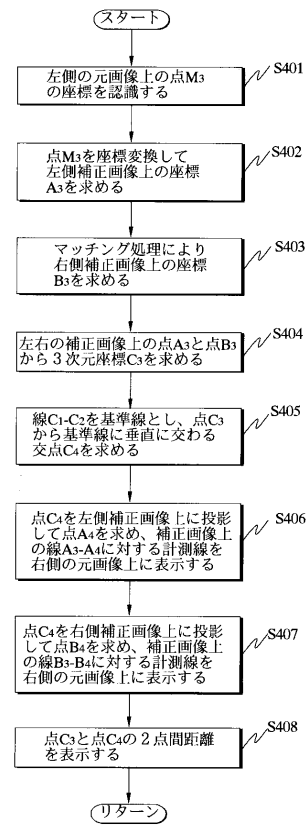 スタート
左側の元画像上の点M3
の座標を認識する
S401
点M3を座標変換して
左側補正画像上の座標
A3を求める
S402
マッチング処理により
右側補正画像上の座標
B3を求める
S403
左右の補正画像上の点A3と点B3
から３次元座標C3を求める
S404
線C1-C2を基準線とし、点C3
から基準線に垂直に交わる
交点C4を求める
S405
点C4を左側補正画像上に投影
して点A4を求め、補正画像上
の線A3-A4に対する計測線を
右側の元画像上に表示する
S406
点C4を右側補正画像上に投影
して点B4を求め、補正画像上
の線B3-B4に対する計測線を
右側の元画像上に表示する
S407
点C3と点C4の２点間距離
を表示する
S408
リターン